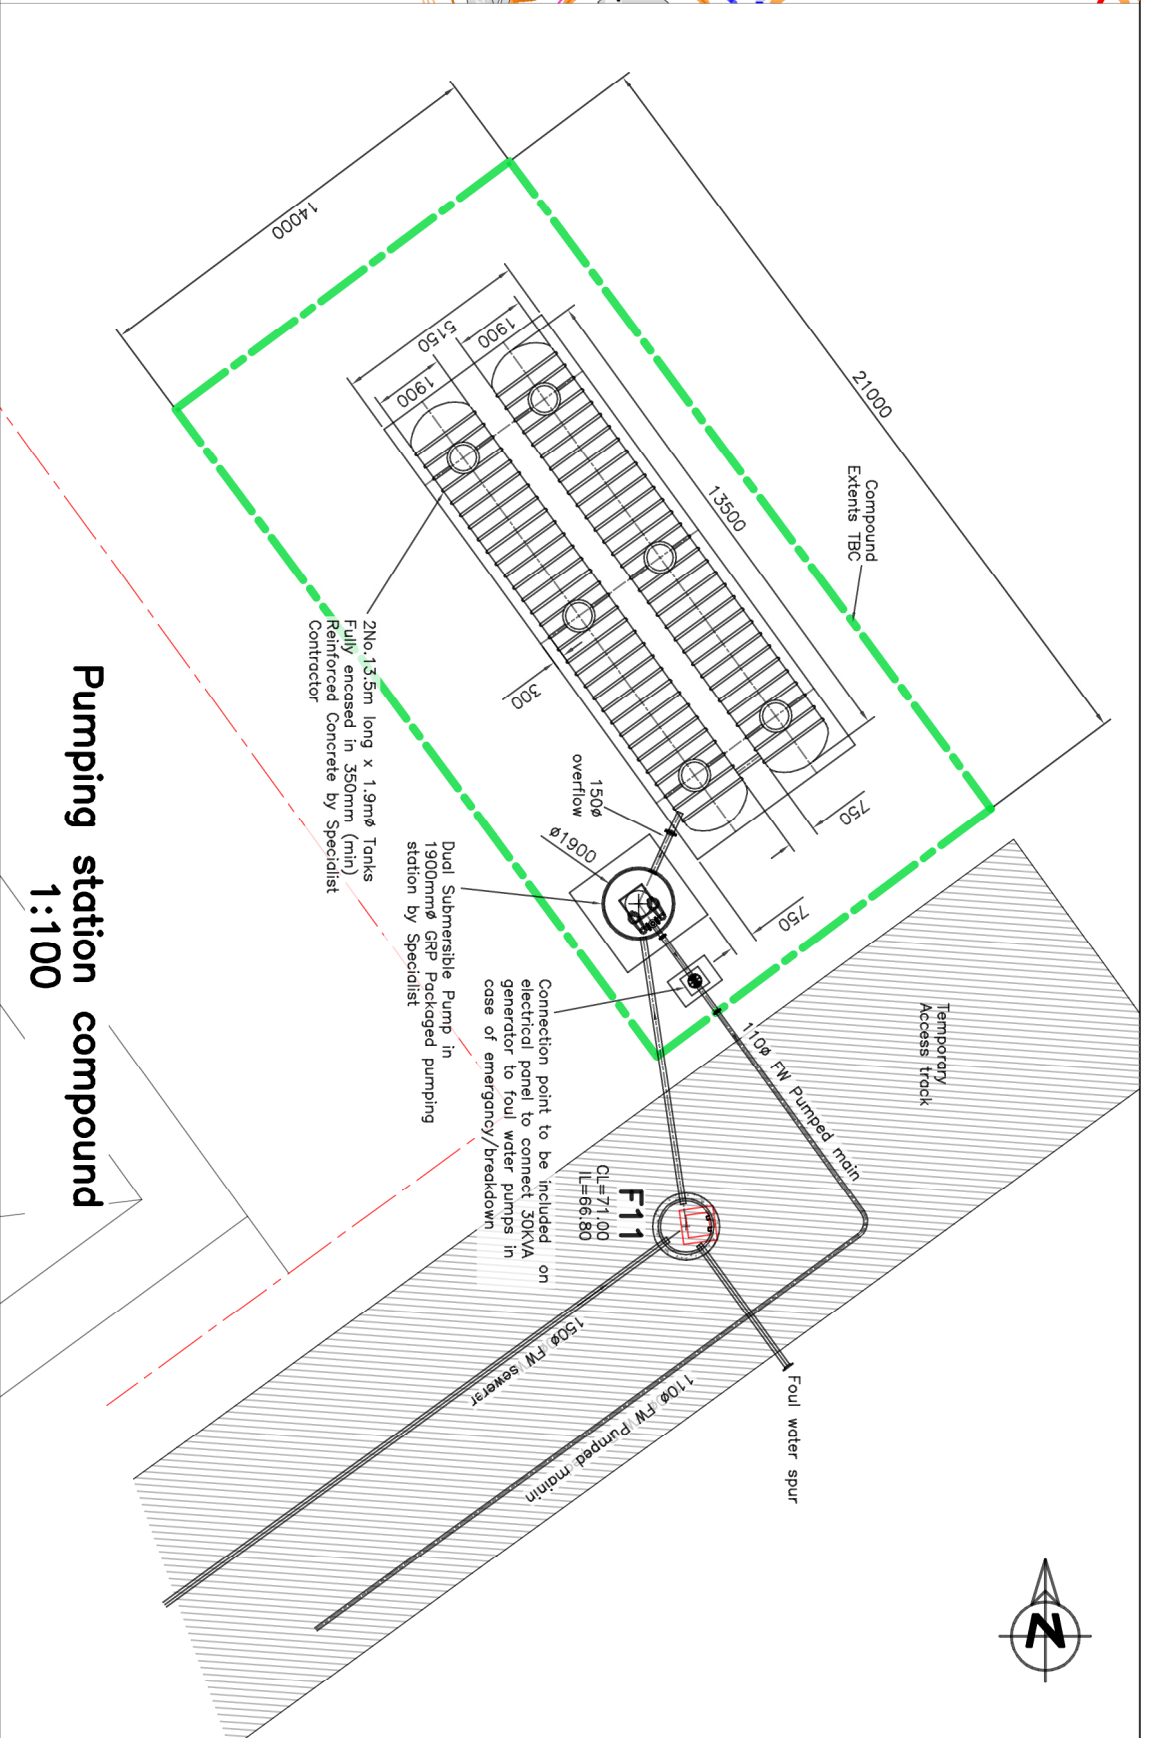 14000
21000
5150
1900
1900
13500
Compound
Extents TBC
300
2No.13.5m long x 1.9mø Tanks
Fully encased in 350mm (min)
Reinforced Concrete by Specialist
Contractor
150ø
overflow
ø1900
750
750
Dual Submersible Pump in
1900mmø GRP Packaged pumping
station by Specialist
Connection point to be included on
electrical panel to connect 30KVA
generator to foul water pumps in
case of emergancy/breakdown
110ø FW Pumped main
Temporary
Access track
F11
CL=71.00
IL=66.80
150ø FW sewer
110ø FW Pumped main
Foul water spur
N
Pumping station compound
1:100